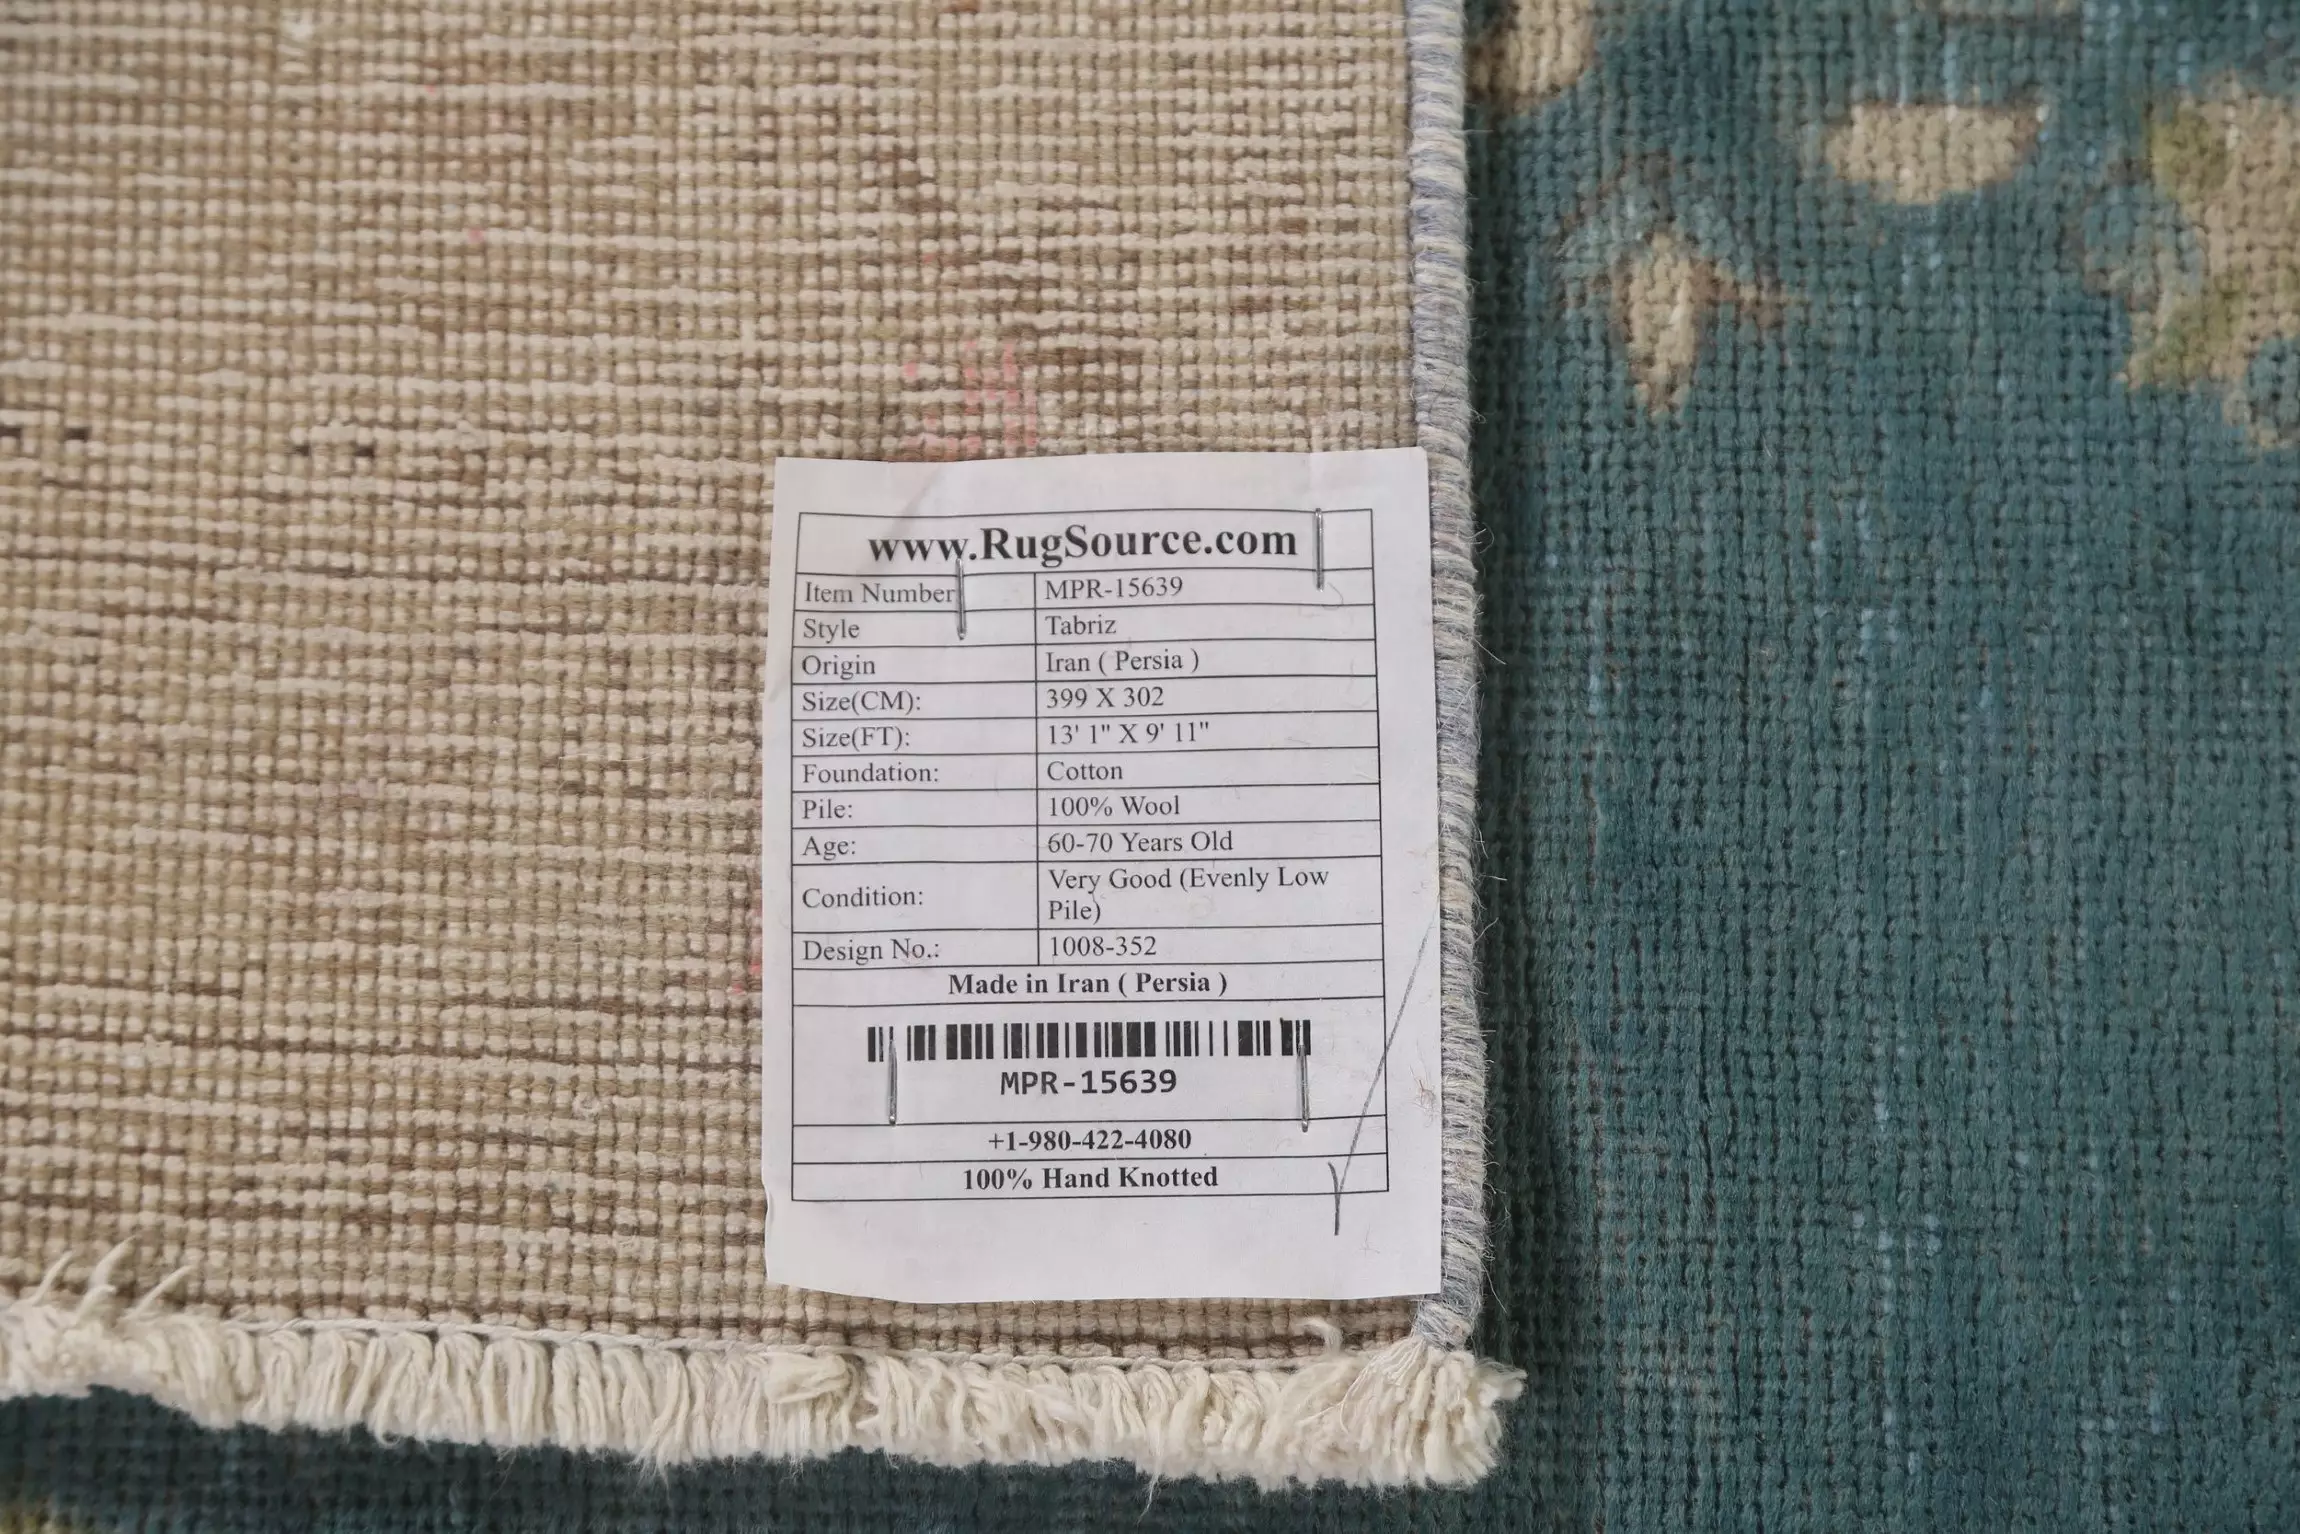 www.RugSource.com
Item Number MPR-15639
Style Tabriz
Origin Iran ( Persia )
Size(CM): 399 X 302
Size(FT): 13' 1" X 9' 11"
Foundation: Cotton
Pile: 100% Wool
Age: 60-70 Years Old
Condition: Very Good (Evenly Low
Pile)
Design No.: 1008-352
Made in Iran ( Persia )
MPR-15639
+1-980-422-4080
100% Hand Knotted